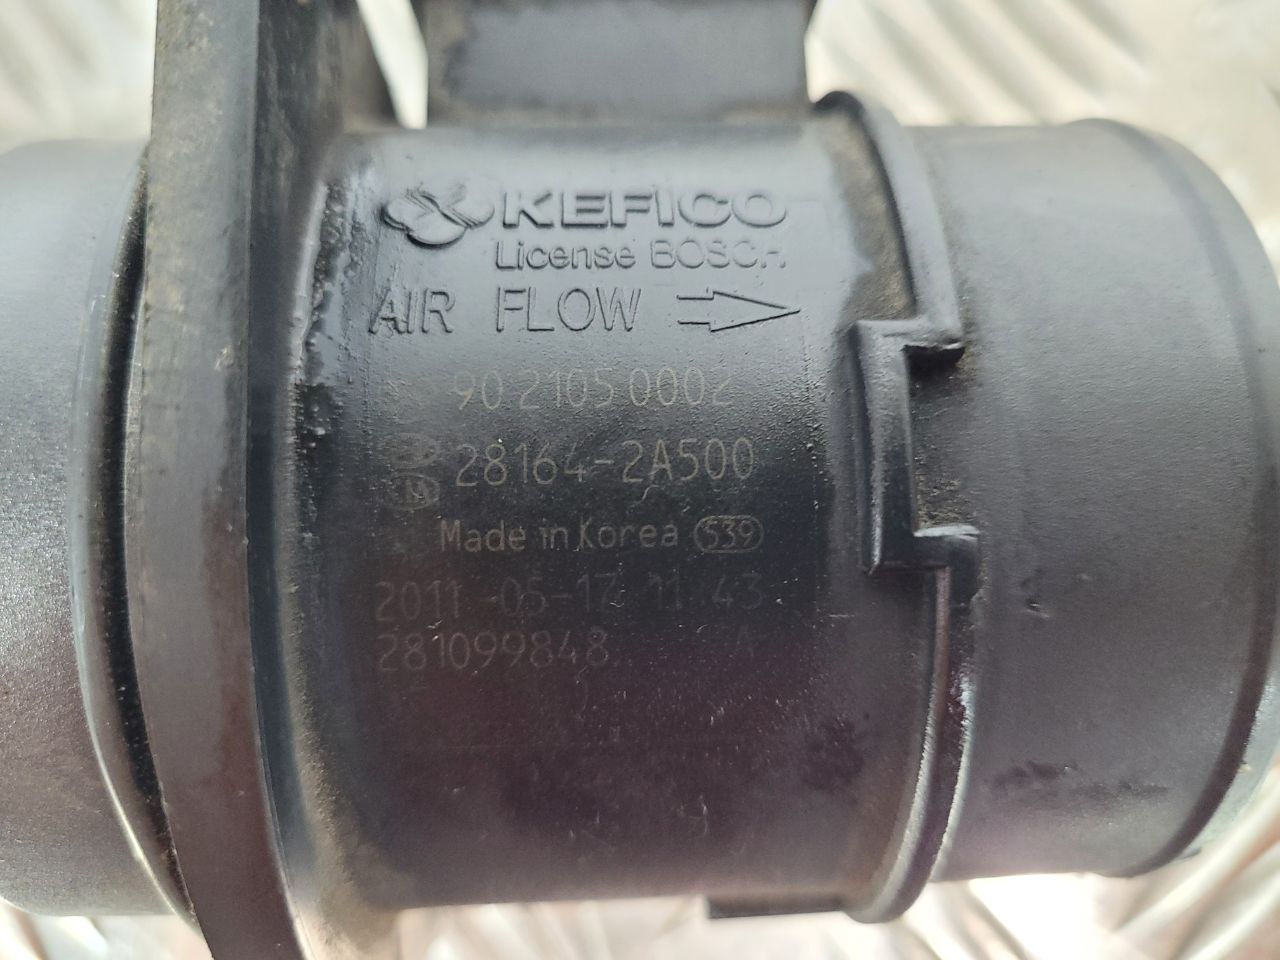 KEFICO
License BOSCH
AIR FLOW
90 2105 0002
28164-2A500
Made in Korea 539
2011-05-17 11:43
281099848 A